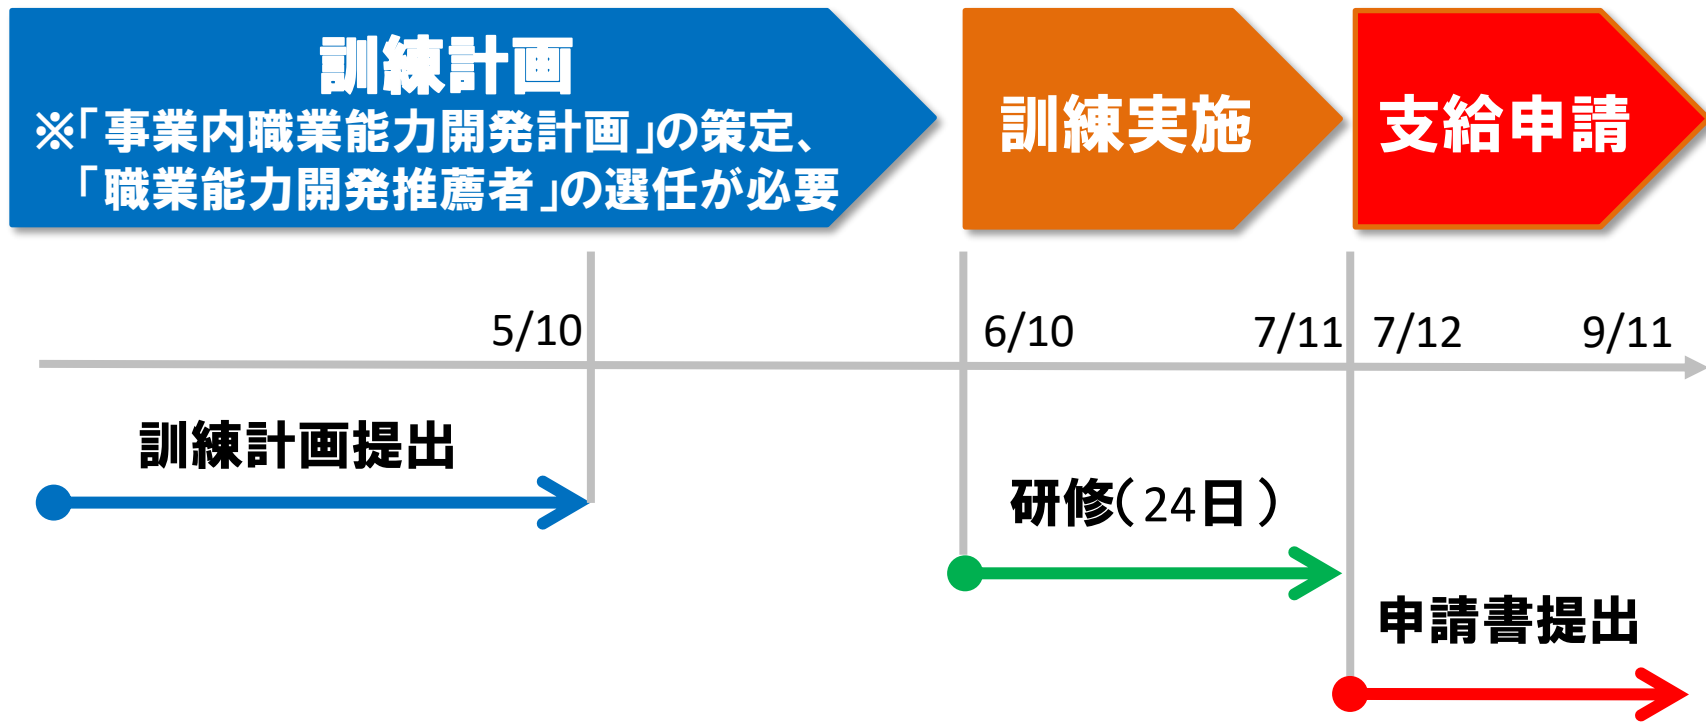 訓練計画
※「事業内職業能力開発計画」の策定、
「職業能力開発推薦者」の選任が必要
訓練実施
支給申請
5/10
6/10
7/11
7/12
9/11
訓練計画提出
研修(24日)
申請書提出